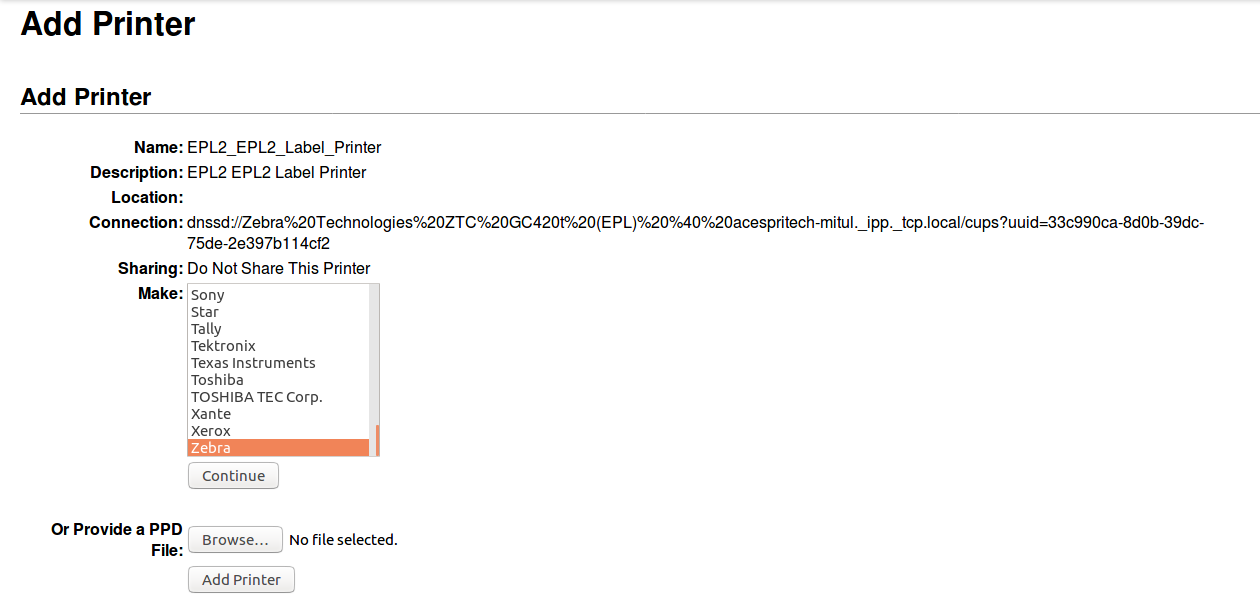 Add Printer
Add Printer
Name: EPL2_EPL2_Label_Printer
Description: EPL2 EPL2 Label Printer
Location:
Connection: dnssd://Zebra%20Technologies%20ZTC%20GC420t%20(EPL)%20%40%20acespritech-mitul._ipp._tcp.local/cups?uuid=33c990ca-8d0b-39dc-
75de-2e397b114cf2
Sharing: Do Not Share This Printer
Make: Sony
Star
Tally
Tektronix
Texas Instruments
Toshiba
TOSHIBA TEC Corp.
Xante
Xerox
Zebra
Continue
Or Provide a PPD
File: Browse... No file selected.
Add Printer